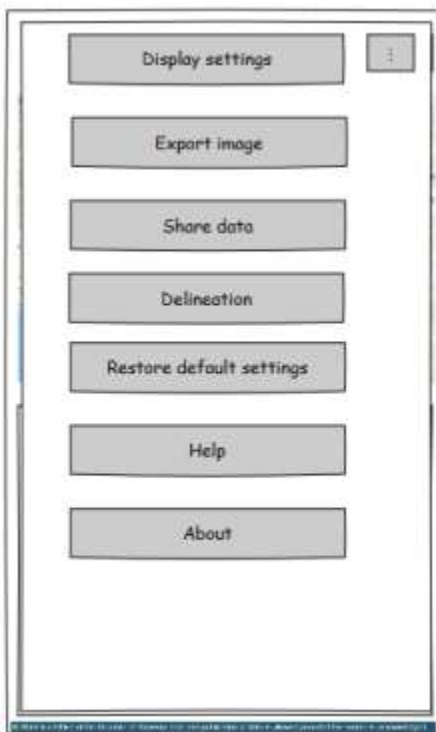 Display settings
⋮
Export image
Share data
Delineation
Restore default settings
Help
About